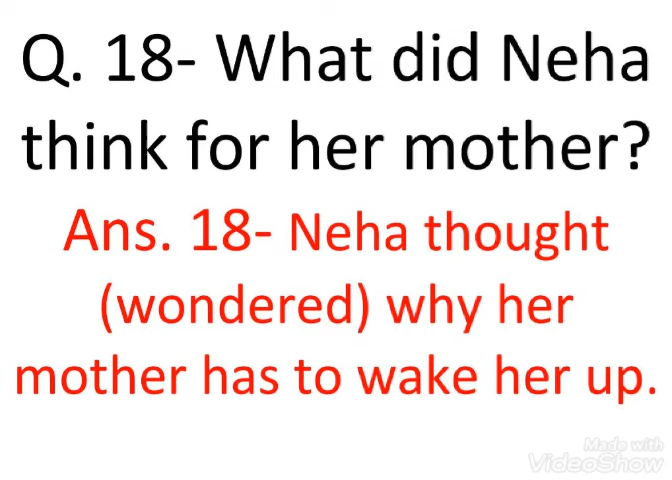 Q. 18- What did Neha
think for her mother?
Ans. 18- Neha thought
(wondered) why her
mother has to wake her up.
Made with
VideoShow